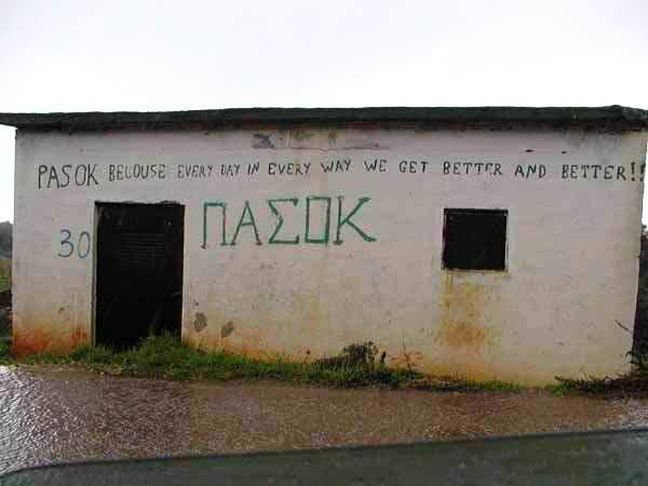 PASOK BECOUSE EVERY DAY IN EVERY WAY WE GET BETTER AND BETTER!!
30 ΠΑΣΟΚ